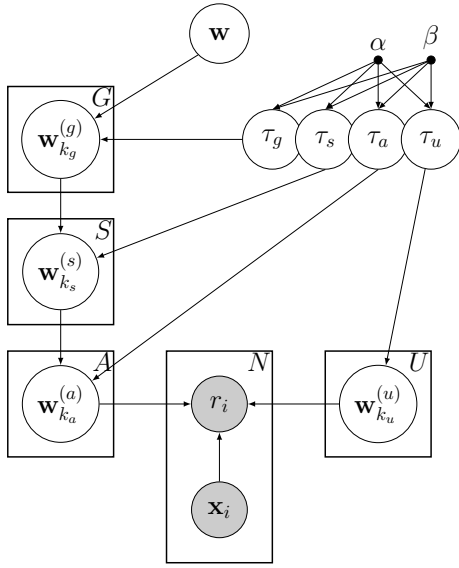 w
α β
G
w_{k_g}^{(g)}
τ_g τ_s τ_a τ_u
S
w_{k_s}^{(s)}
A N U
w_{k_a}^{(a)} r_i w_{k_u}^{(u)}
x_i